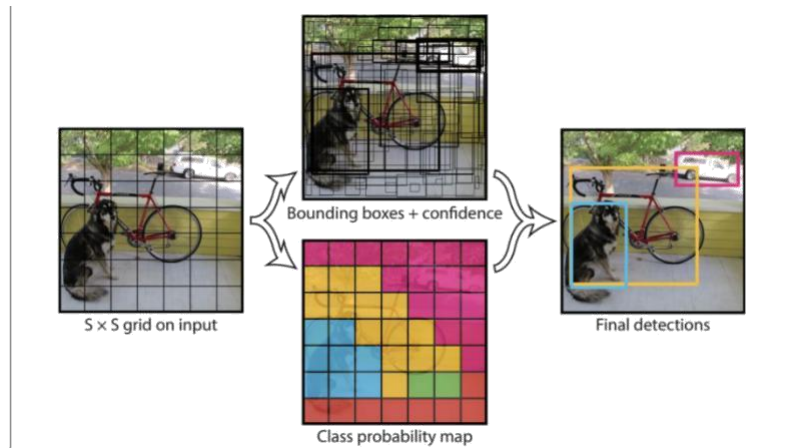 Bounding boxes + confidence
S × S grid on input
Final detections
Class probability map